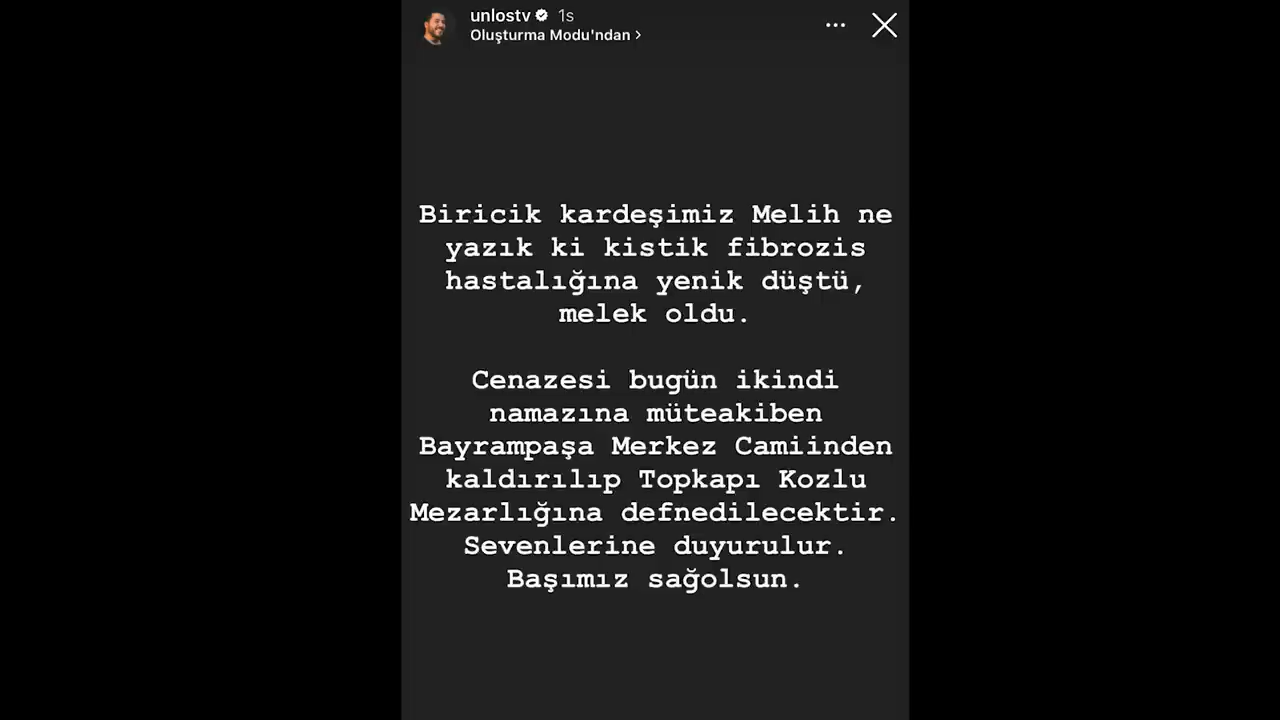 unlostv 1s
Oluşturma Modu'ndan >
Biricik kardeşimiz Melih ne
yazık ki kistik fibrozis
hastalığına yenik düştü,
melek oldu.
Cenazesi bugün ikindi
namazına müteakiben
Bayrampaşa Merkez Camiinden
kaldırılıp Topkapı Kozlu
Mezarlığına defnedilecektir.
Sevenlerine duyurulur.
Başımız sağolsun.